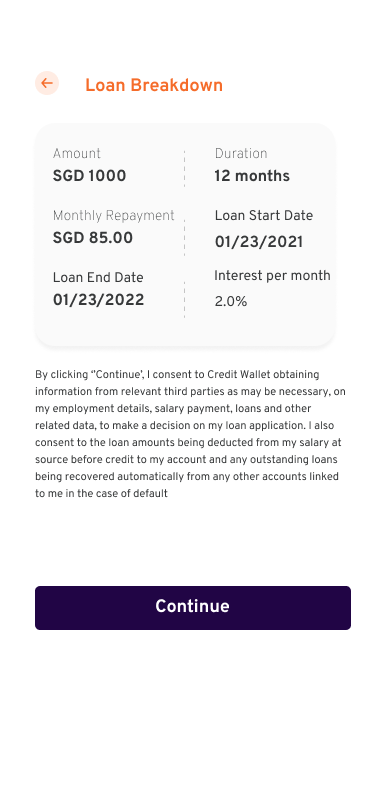 Loan Breakdown
Amount
SGD 1000
Duration
12 months
Monthly Repayment
SGD 85.00
Loan Start Date
01/23/2021
Loan End Date
01/23/2022
Interest per month
2.0%
By clicking “Continue’, I consent to Credit Wallet obtaining
information from relevant third parties as may be necessary, on
my employment details, salary payment, loans and other
related data, to make a decision on my loan application. I also
consent to the loan amounts being deducted from my salary at
source before credit to my account and any outstanding loans
being recovered automatically from any other accounts linked
to me in the case of default
Continue